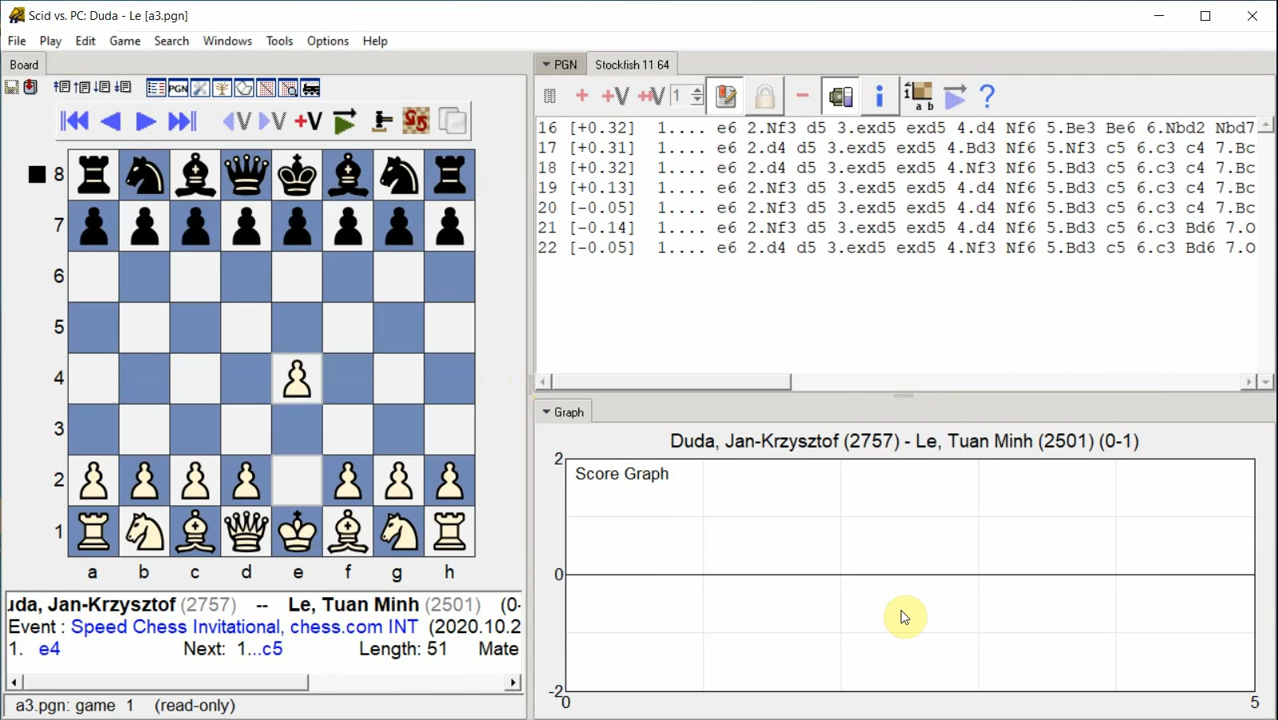 Scid vs. PC: Duda - Le [a3.pgn]
File Play Edit Game Search Windows Tools Options Help
Board
PGN
+V
8
7
6
5
4
3
2
1
a b c d e f g h
uda, Jan-Krzysztof (2757) -- Le, Tuan Minh (2501) (0-
Event : Speed Chess Invitational, chess.com INT (2020.10.2
1. e4 Next: 1...c5 Length: 51 Mate
a3.pgn: game 1 (read-only)
PGN Stockfish 11 64
+ +V V 1 - i a b ?
16 [+0.32] 1.... e6 2.Nf3 d5 3.exd5 exd5 4.d4 Nf6 5.Be3 Be6 6.Nbd2 Nbd7
17 [+0.31] 1.... e6 2.d4 d5 3.exd5 exd5 4.Bd3 Nf6 5.Nf3 c5 6.c3 c4 7.Bc
18 [+0.32] 1.... e6 2.d4 d5 3.exd5 exd5 4.Nf3 Nf6 5.Bd3 c5 6.c3 c4 7.Bc
19 [+0.13] 1.... e6 2.Nf3 d5 3.exd5 exd5 4.d4 Nf6 5.Bd3 c5 6.c3 c4 7.Bc
20 [-0.05] 1.... e6 2.Nf3 d5 3.exd5 exd5 4.d4 Nf6 5.Bd3 c5 6.c3 c4 7.Bc
21 [-0.14] 1.... e6 2.Nf3 d5 3.exd5 exd5 4.d4 Nf6 5.Bd3 c5 6.c3 Bd6 7.O
22 [-0.05] 1.... e6 2.d4 d5 3.exd5 exd5 4.Nf3 Nf6 5.Bd3 c5 6.c3 Bd6 7.O
Graph
Duda, Jan-Krzysztof (2757) - Le, Tuan Minh (2501) (0-1)
2
Score Graph
0
-2
0 5